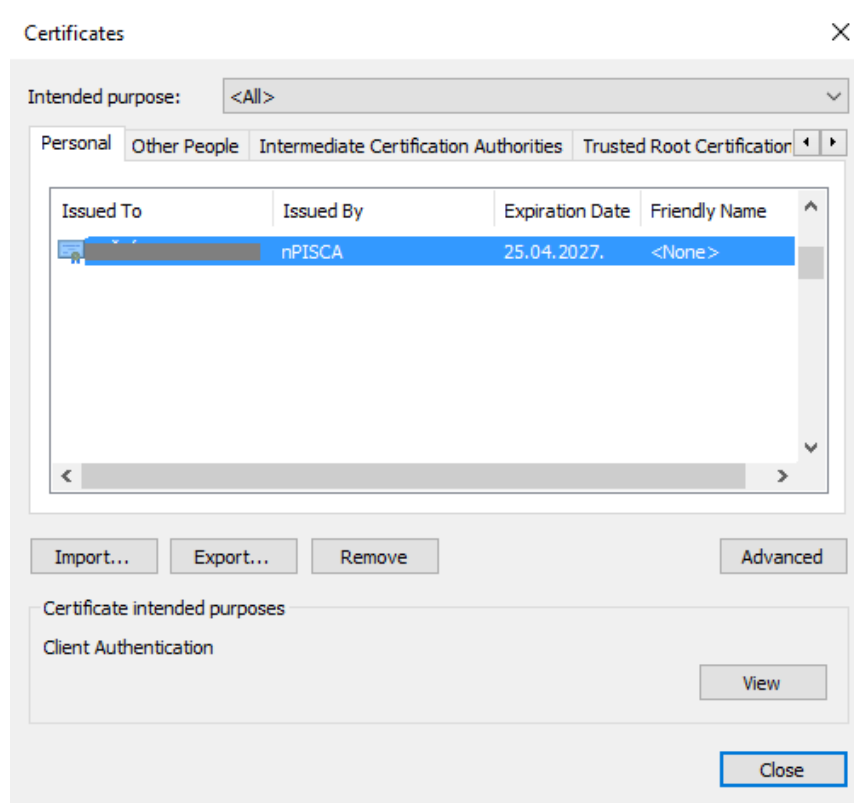 Certificates
Intended purpose: <All>
Personal Other People Intermediate Certification Authorities Trusted Root Certification
Issued To Issued By Expiration Date Friendly Name
nPISCA 25.04.2027. <None>
Import... Export... Remove Advanced
Certificate intended purposes
Client Authentication
View
Close